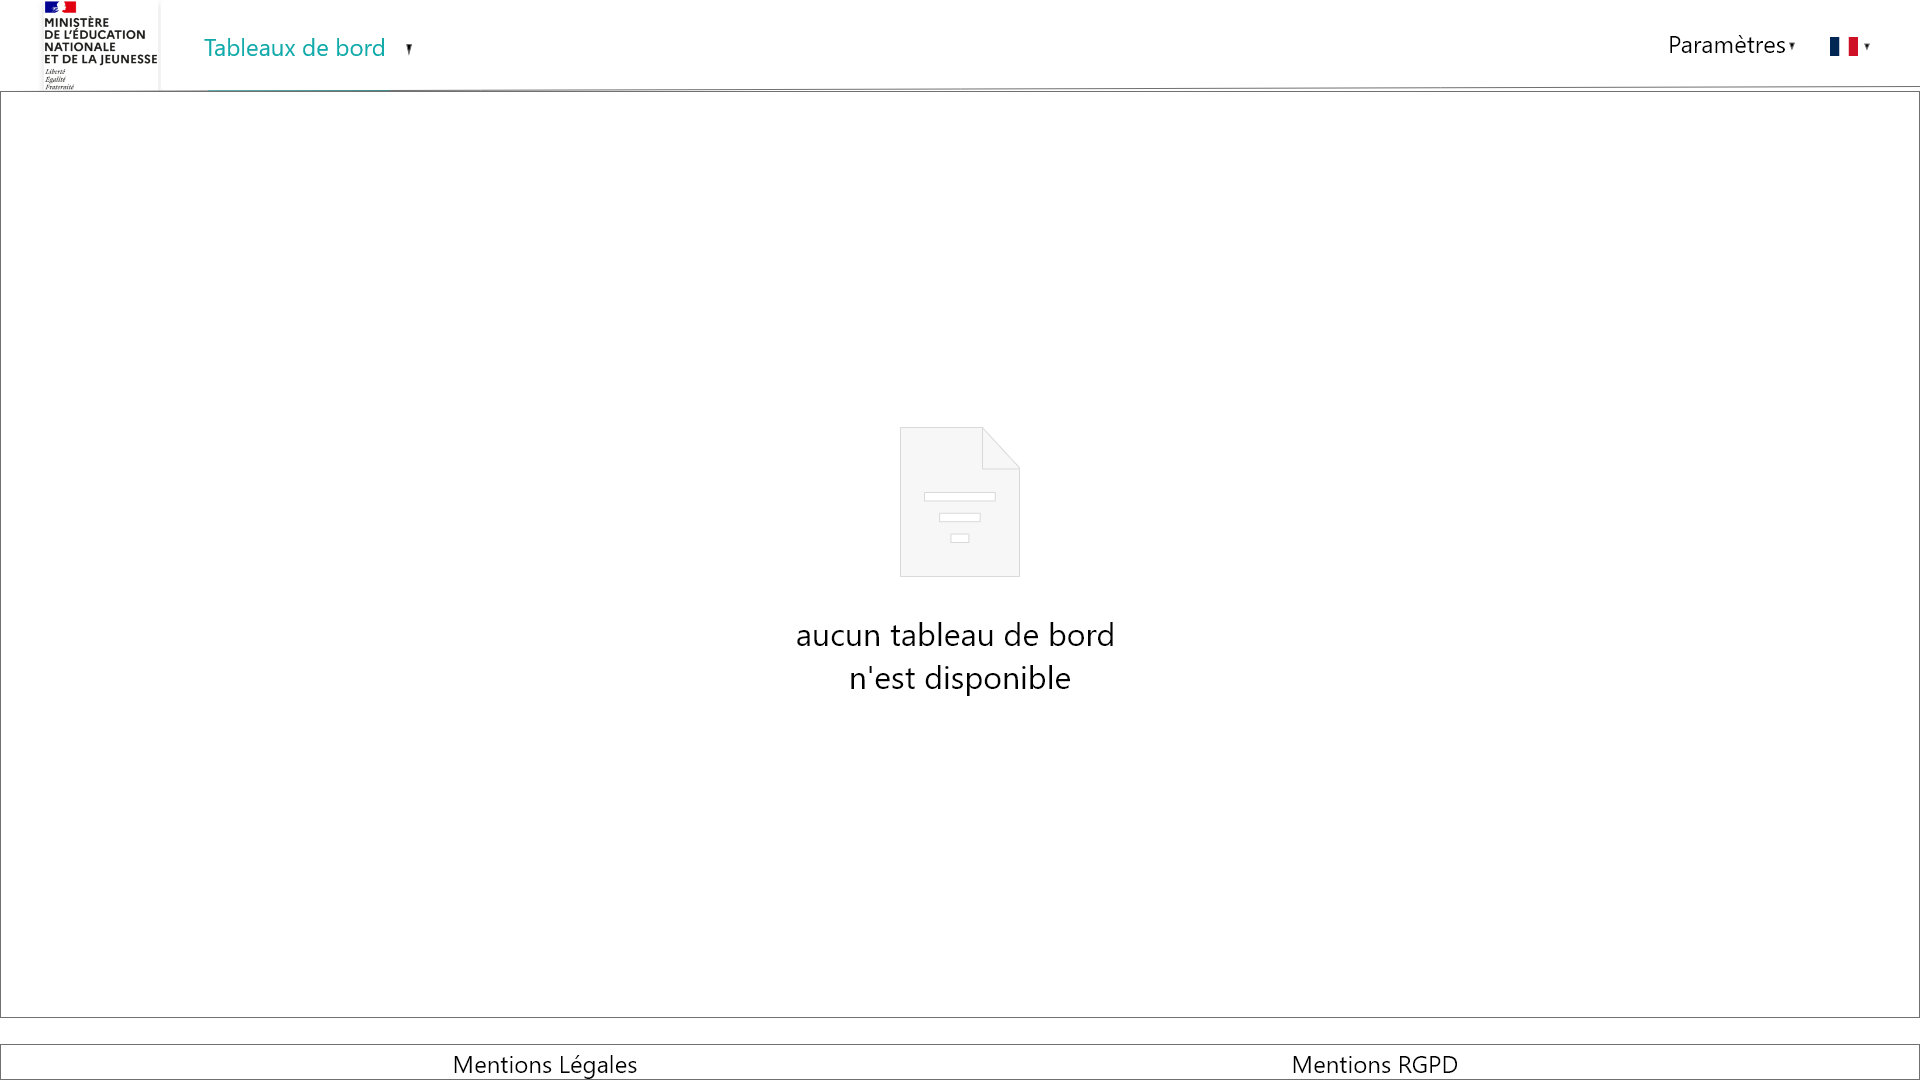 MINISTÈRE
DE L'ÉDUCATION
NATIONALE
ET DE LA JEUNESSE
Liberté
Égalité
Fraternité
Tableaux de bord
Paramètres
aucun tableau de bord
n'est disponible
Mentions Légales
Mentions RGPD